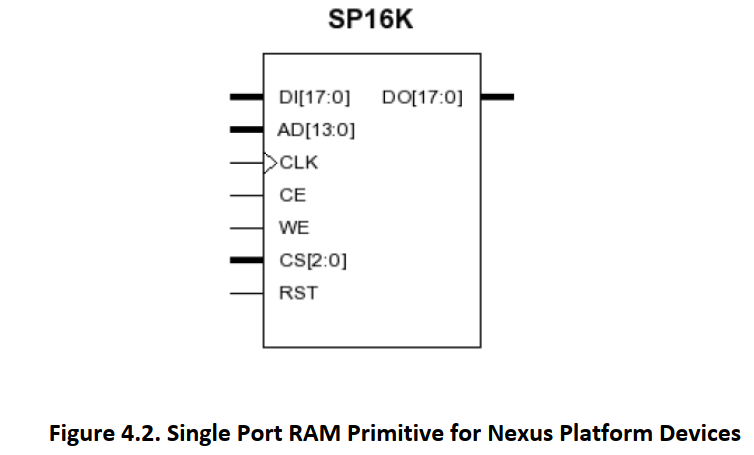 SP16K
DI[17:0] DO[17:0]
AD[13:0]
CLK
CE
WE
CS[2:0]
RST
Figure 4.2. Single Port RAM Primitive for Nexus Platform Devices